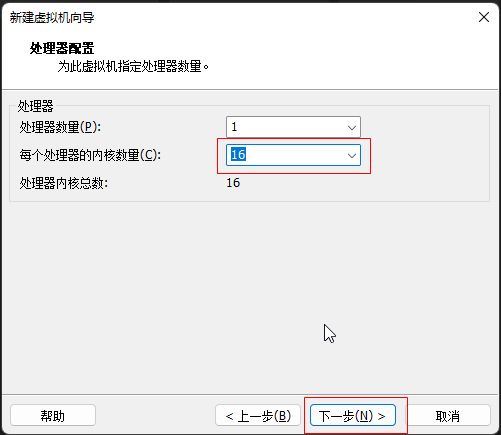 新建虚拟机向导
处理器配置
为此虚拟机指定处理器数量。
处理器
处理器数量(P): 1
每个处理器的内核数量(C): 16
处理器内核总数: 16
帮助 < 上一步(B) 下一步(N) > 取消